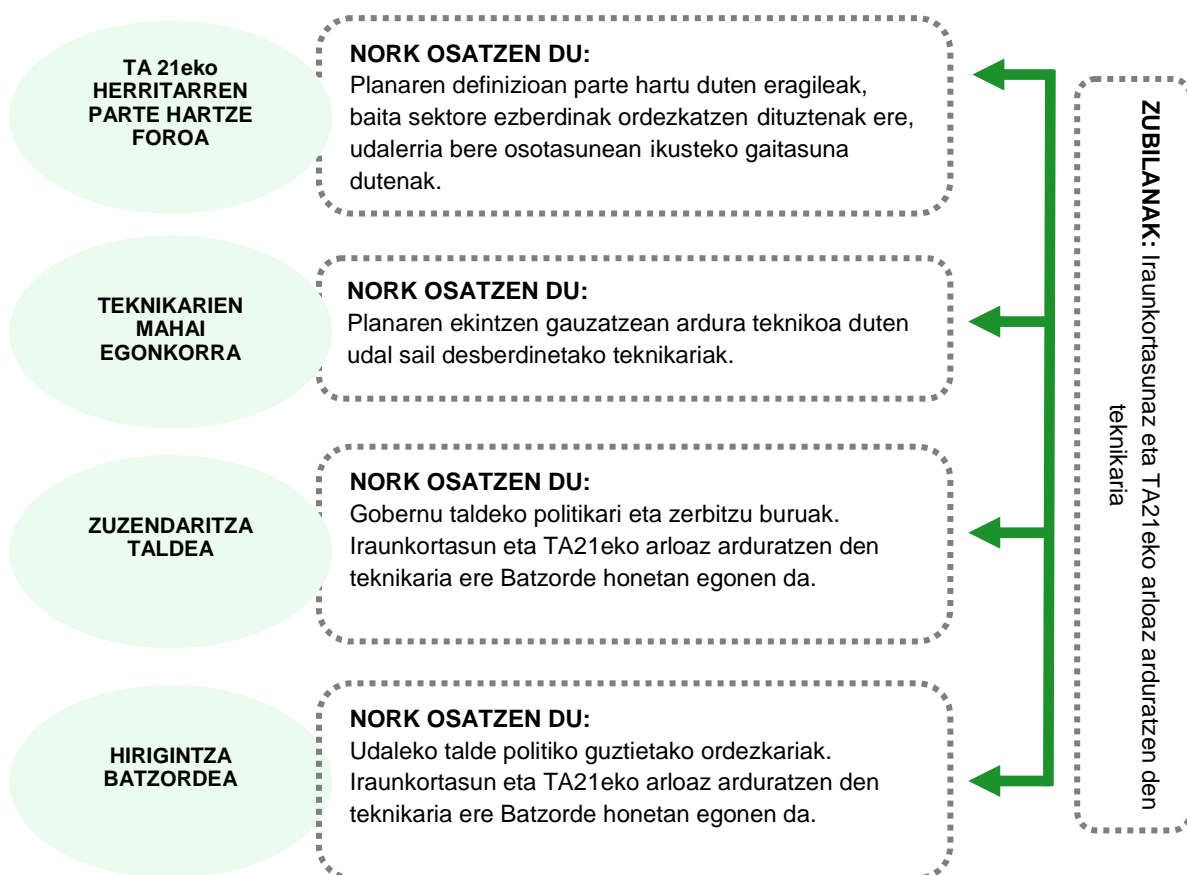 TA 21eko
HERRITARREN
PARTE HARTZE
FOROA
NORK OSATZEN DU:
Planaren definizioan parte hartu duten eragileak,
baita sektore ezberdinak ordezkatzen dituztenak ere,
udalerria bere osotasunean ikusteko gaitasuna
dutenak.
TEKNIKARIEN
MAHAI
EGONKORRA
NORK OSATZEN DU:
Planaren ekintzen gauzatzean ardura teknikoa duten
udal sail desberdinetako teknikariak.
ZUZENDARITZA
TALDEA
NORK OSATZEN DU:
Gobernu taldeko politikari eta zerbitzu buruak.
Iraunkortasun eta TA21eko arloaz arduratzen den
teknikaria ere Batzorde honetan egonen da.
HIRIGINTZA
BATZORDEA
NORK OSATZEN DU:
Udaleko talde politiko guztietako ordezkariak.
Iraunkortasun eta TA21eko arloaz arduratzen den
teknikaria ere Batzorde honetan egonen da.
ZUBILANAK: Iraunkortasunaz eta TA21eko arloaz arduratzen den
teknikaria